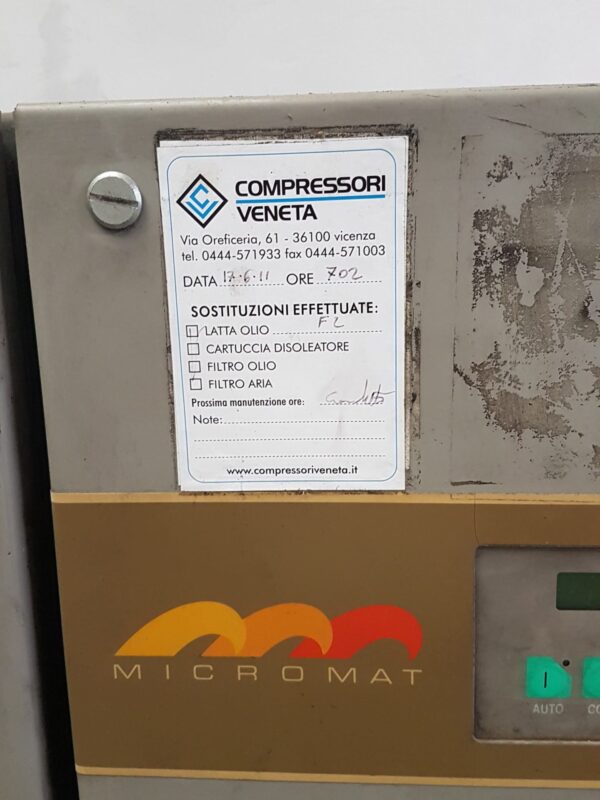 COMPRESSORI
VENETA
Via Oreficeria, 61 - 36100 vicenza
tel. 0444-571933 fax 0444-571003
DATA 17.6.11 ORE 702
SOSTITUZIONI EFFETTUATE:
LATTA OLIO F2
CARTUCCIA DISOLEATORE
FILTRO OLIO
FILTRO ARIA
Prossima manutenzione ore:
Note:
www.compressoriveneta.it
MICROMAT
I
AUTO CO